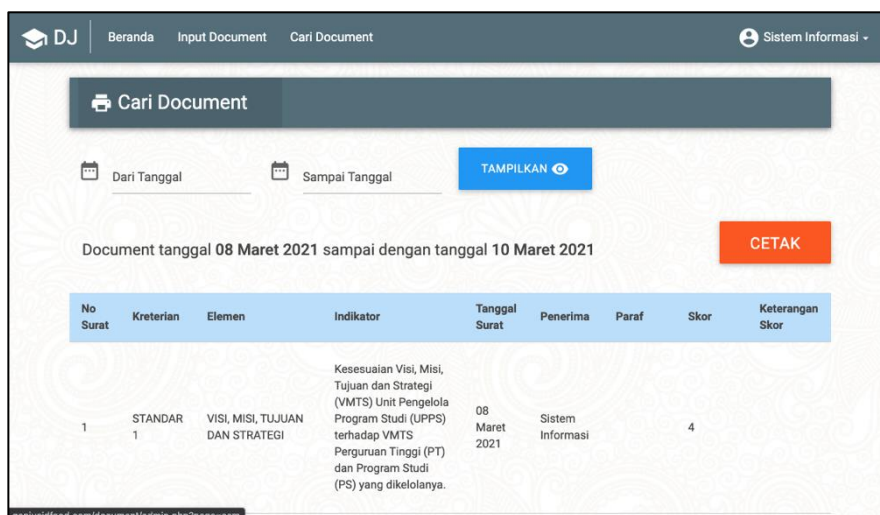 DJ Beranda Input Document Cari Document Sistem Informasi
Cari Document
Dari Tanggal Sampai Tanggal TAMPILKAN
Document tanggal 08 Maret 2021 sampai dengan tanggal 10 Maret 2021 CETAK
No Surat Kreterian Elemen Indikator Tanggal Surat Penerima Paraf Skor Keterangan Skor
1
STANDAR
1
VISI, MISI, TUJUAN
DAN STRATEGI
Kesesuaian Visi, Misi,
Tujuan dan Strategi
(VMTS) Unit Pengelola
Program Studi (UPPS)
terhadap VMTS
Perguruan Tinggi (PT)
dan Program Studi
(PS) yang dikelolanya.
08
Maret
2021
Sistem
Informasi
4